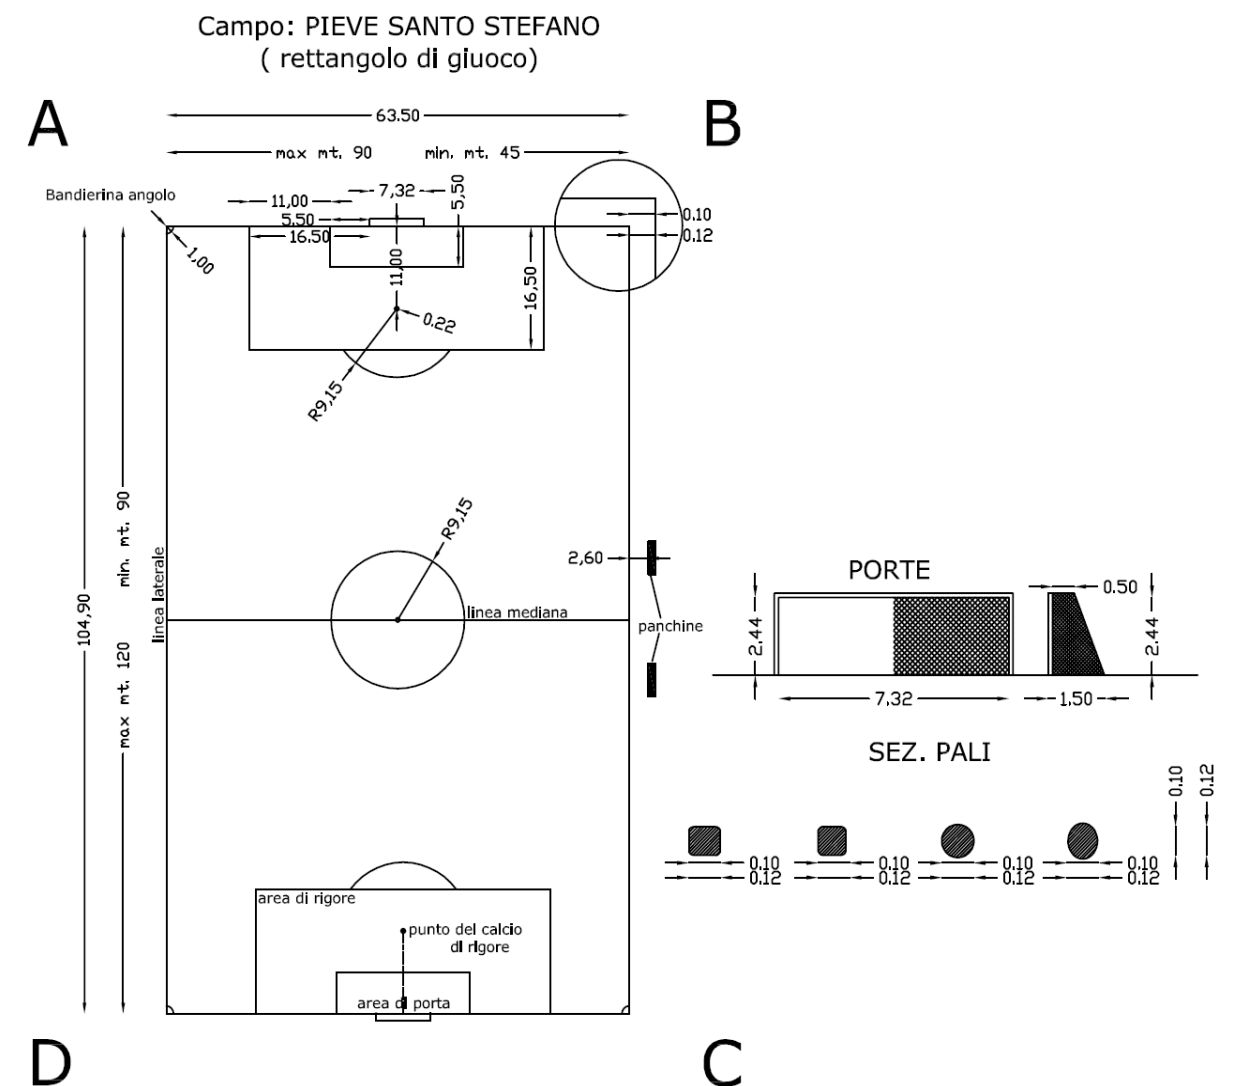 Campo: PIEVE SANTO STEFANO
( rettangolo di giuoco)
A
B
63.50
max mt. 90 min. mt. 45
Bandierina angolo
11,00
7,32
5,50
5.50
16.50
1,00
11,00
16,50
0.22
R9,15
0.10
0.12
R9,15
2,60
linea laterale
min. mt. 90
104,90
max mt. 120
linea mediana
panchine
PORTE
0.50
2.44
2.44
7.32
1,50
SEZ. PALI
0.10
0.12
0.10
0.12
0.10
0.12
0.10
0.12
0.10
0.12
area di rigore
punto del calcio
di rigore
area di porta
D
C